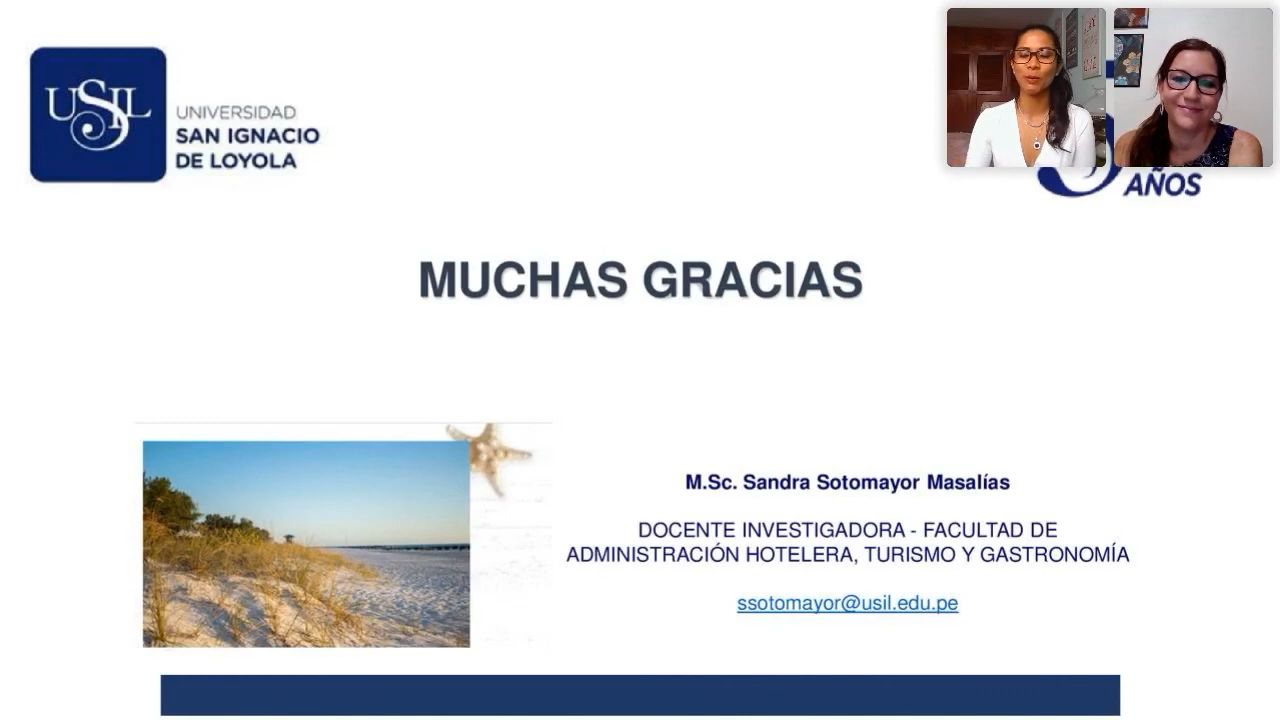 USIL
UNIVERSIDAD
SAN IGNACIO
DE LOYOLA
AÑOS
MUCHAS GRACIAS
M.Sc. Sandra Sotomayor Masalías
DOCENTE INVESTIGADORA - FACULTAD DE
ADMINISTRACIÓN HOTELERA, TURISMO Y GASTRONOMÍA
ssotomayor@usil.edu.pe